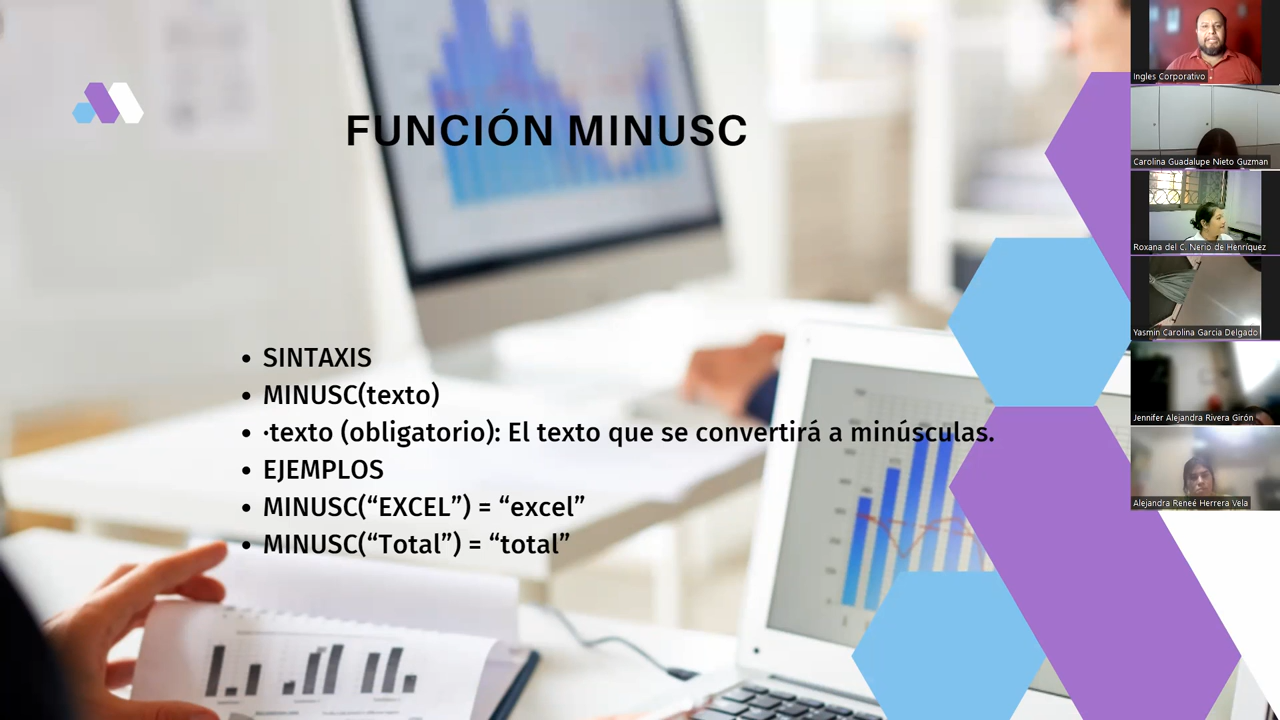 FUNCIÓN MINUSC
• SINTAXIS
• MINUSC(texto)
• ·texto (obligatorio): El texto que se convertirá a minúsculas.
• EJEMPLOS
• MINUSC(“EXCEL”) = “excel”
• MINUSC(“Total”) = “total”
Ingles Corporativo
Carolina Guadalupe Nieto Guzman
Roxana del C. Nerio de Henríquez
Yasmin Carolina Garcia Delgado
Jennifer Alejandra Rivera Girón
Alejandra Reneé Herrera Vela